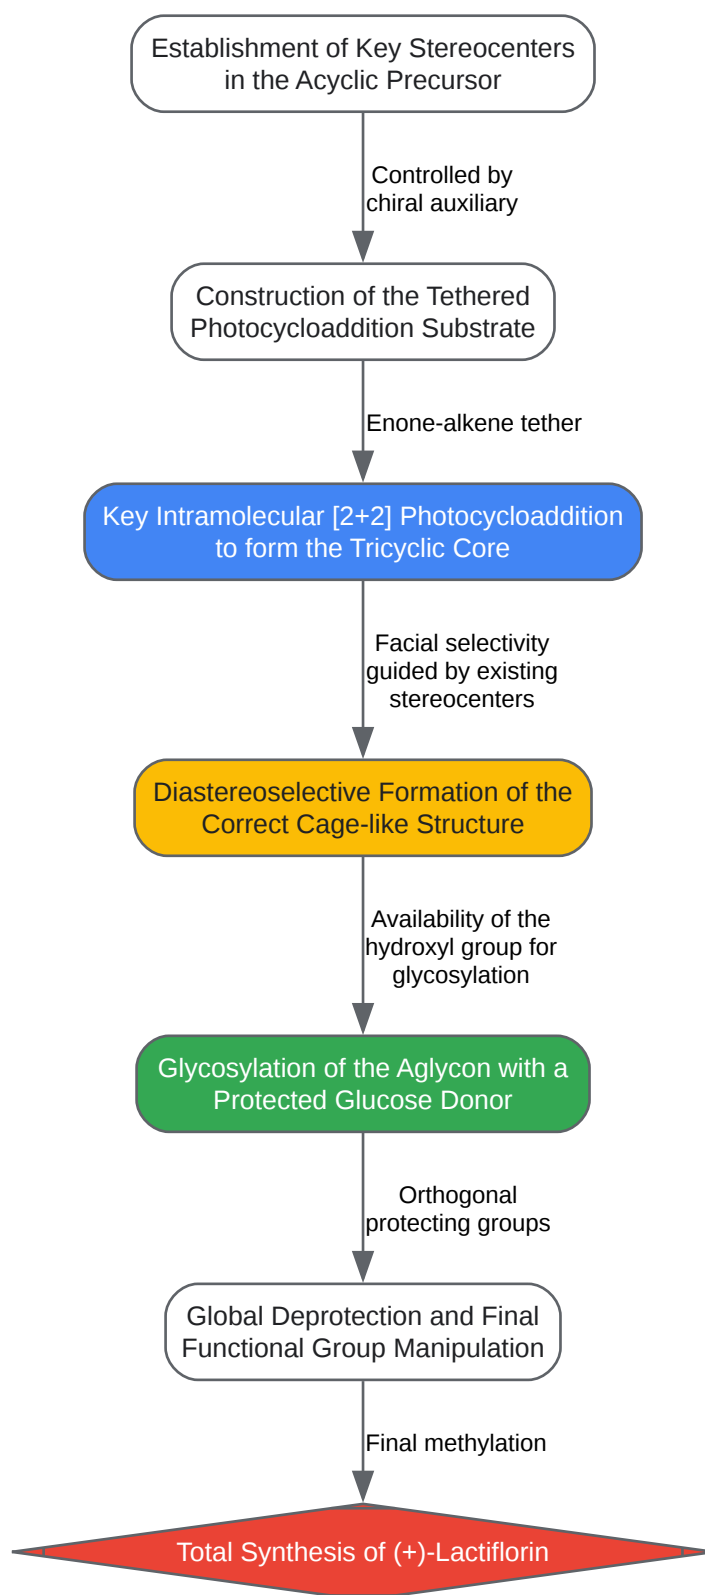 Establishment of Key Stereocenters
in the Acyclic Precursor
Controlled by
chiral auxiliary
Construction of the Tethered
Photocycloaddition Substrate
Enone-alkene tether
Key Intramolecular [2+2] Photocycloaddition
to form the Tricyclic Core
Facial selectivity
guided by existing
stereocenters
Diastereoselective Formation of the
Correct Cage-like Structure
Availability of the
hydroxyl group for
glycosylation
Glycosylation of the Aglycon with a
Protected Glucose Donor
Orthogonal
protecting groups
Global Deprotection and Final
Functional Group Manipulation
Final methylation
Total Synthesis of (+)-Lactiflorin